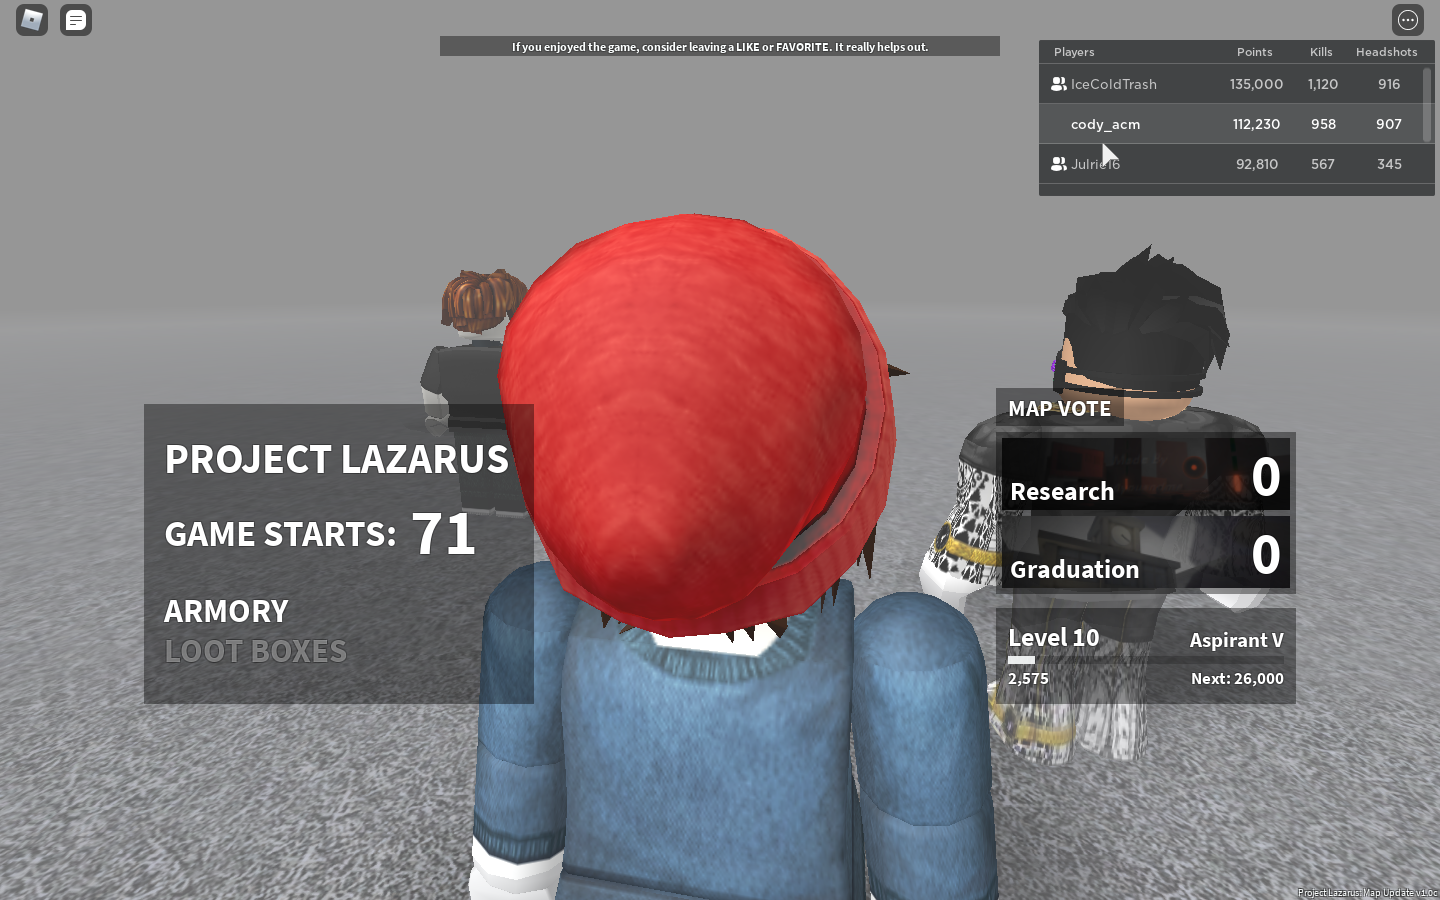 If you enjoyed the game, consider leaving a LIKE or FAVORITE. It really helps out.
Players Points Kills Headshots
IceColdTrash 135,000 1,120 916
cody_acm 112,230 958 907
92,810 567 345
PROJECT LAZARUS
GAME STARTS: 71
ARMORY
LOOT BOXES
MAP VOTE
Research 0
Graduation 0
Level 10 Aspirant V
2,575 Next: 26,000
Project Lazarus: Map Update v1.0c